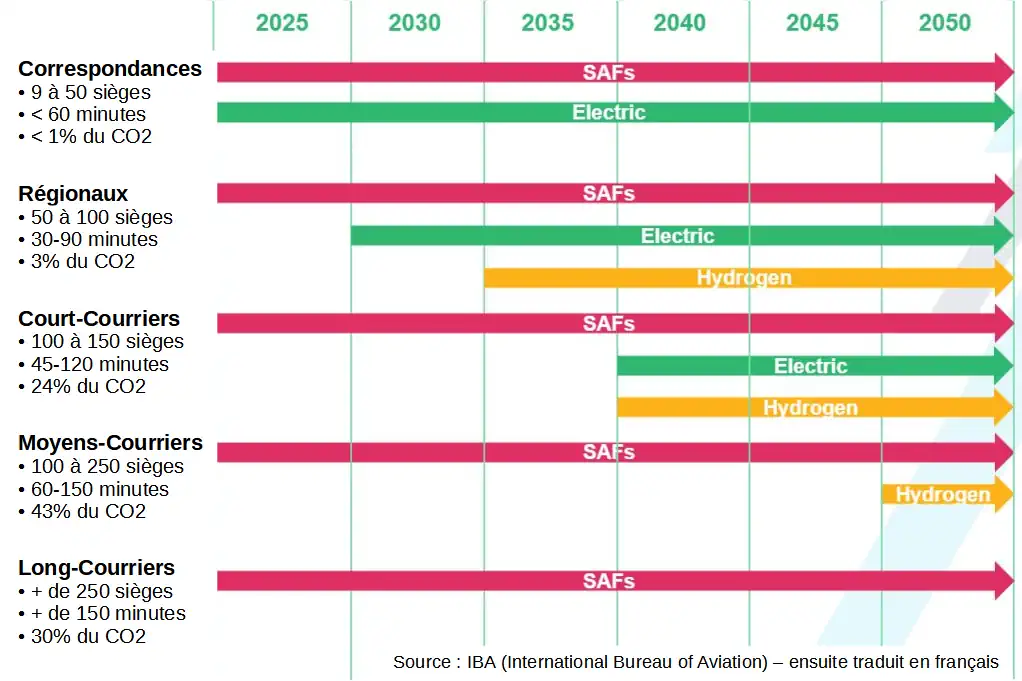 2025 2030 2035 2040 2045 2050
Correspondances
• 9 à 50 sièges
• < 60 minutes
• < 1% du CO2
SAFs
Electric
Régionaux
• 50 à 100 sièges
• 30-90 minutes
• 3% du CO2
SAFs
Electric
Hydrogen
Court-Courriers
• 100 à 150 sièges
• 45-120 minutes
• 24% du CO2
SAFs
Electric
Hydrogen
Moyens-Courriers
• 100 à 250 sièges
• 60-150 minutes
• 43% du CO2
SAFs
Hydrogen
Long-Courriers
• + de 250 sièges
• + de 150 minutes
• 30% du CO2
SAFs
Source : IBA (International Bureau of Aviation) – ensuite traduit en français